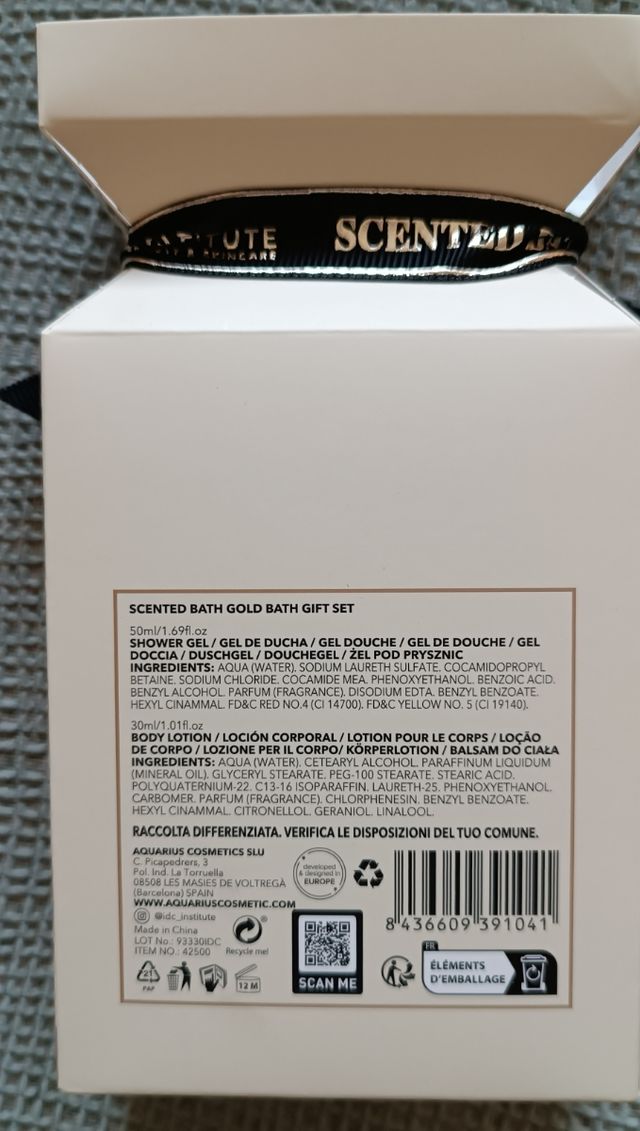 TUTE
SKINCARE
SCENTED
SCENTED BATH GOLD BATH GIFT SET
50ml/1.69fl.oz
SHOWER GEL / GEL DE DUCHA / GEL DOUCHE / GEL DE DOUCHE / GEL
DOCCIA / DUSCHGEL / DOUCHEGEL / ŻEL POD PRYSZNIC
INGREDIENTS: AQUA (WATER). SODIUM LAURETH SULFATE. COCAMIDOPROPYL
BETAINE. SODIUM CHLORIDE. COCAMIDE MEA. PHENOXYETHANOL. BENZOIC ACID.
BENZYL ALCOHOL. PARFUM (FRAGRANCE). DISODIUM EDTA. BENZYL BENZOATE.
HEXYL CINAMMAL. FD&C RED NO.4 (CI 14700). FD&C YELLOW NO. 5 (CI 19140).
30ml/1.01fl.oz
BODY LOTION / LOCIÓN CORPORAL / LOTION POUR LE CORPS / LOÇÃO
DE CORPO / LOZIONE PER IL CORPO/ KÖRPERLOTION / BALSAM DO CIAŁA
INGREDIENTS: AQUA (WATER). CETEARYL ALCOHOL. PARAFFINUM LIQUIDUM
(MINERAL OIL). GLYCERYL STEARATE. PEG-100 STEARATE. STEARIC ACID.
POLYQUATERNIUM-22. C13-16 ISOPARAFFIN. LAURETH-25. PHENOXYETHANOL.
CARBOMER. PARFUM (FRAGRANCE). CHLORPHENESIN. BENZYL BENZOATE.
HEXYL CINAMMAL. CITRONELLOL. GERANIOL. LINALOOL.
RACCOLTA DIFFERENZIATA. VERIFICA LE DISPOSIZIONI DEL TUO COMUNE.
AQUARIUS COSMETICS SLU
C. Picapedrers, 3
Pol. Ind. La Torruella
08508 LES MASIES DE VOLTREGÀ
(Barcelona) SPAIN
WWW.AQUARIUSCOSMETIC.COM
@idc_institute
Made in China
LOT No.: 93330IDC
ITEM NO.: 42500
developed
& designed in
EUROPE
Recycle me!
21
PAP
12 M
SCAN ME
8 436609 391041
FR
ÉLÉMENTS
D'EMBALLAGE